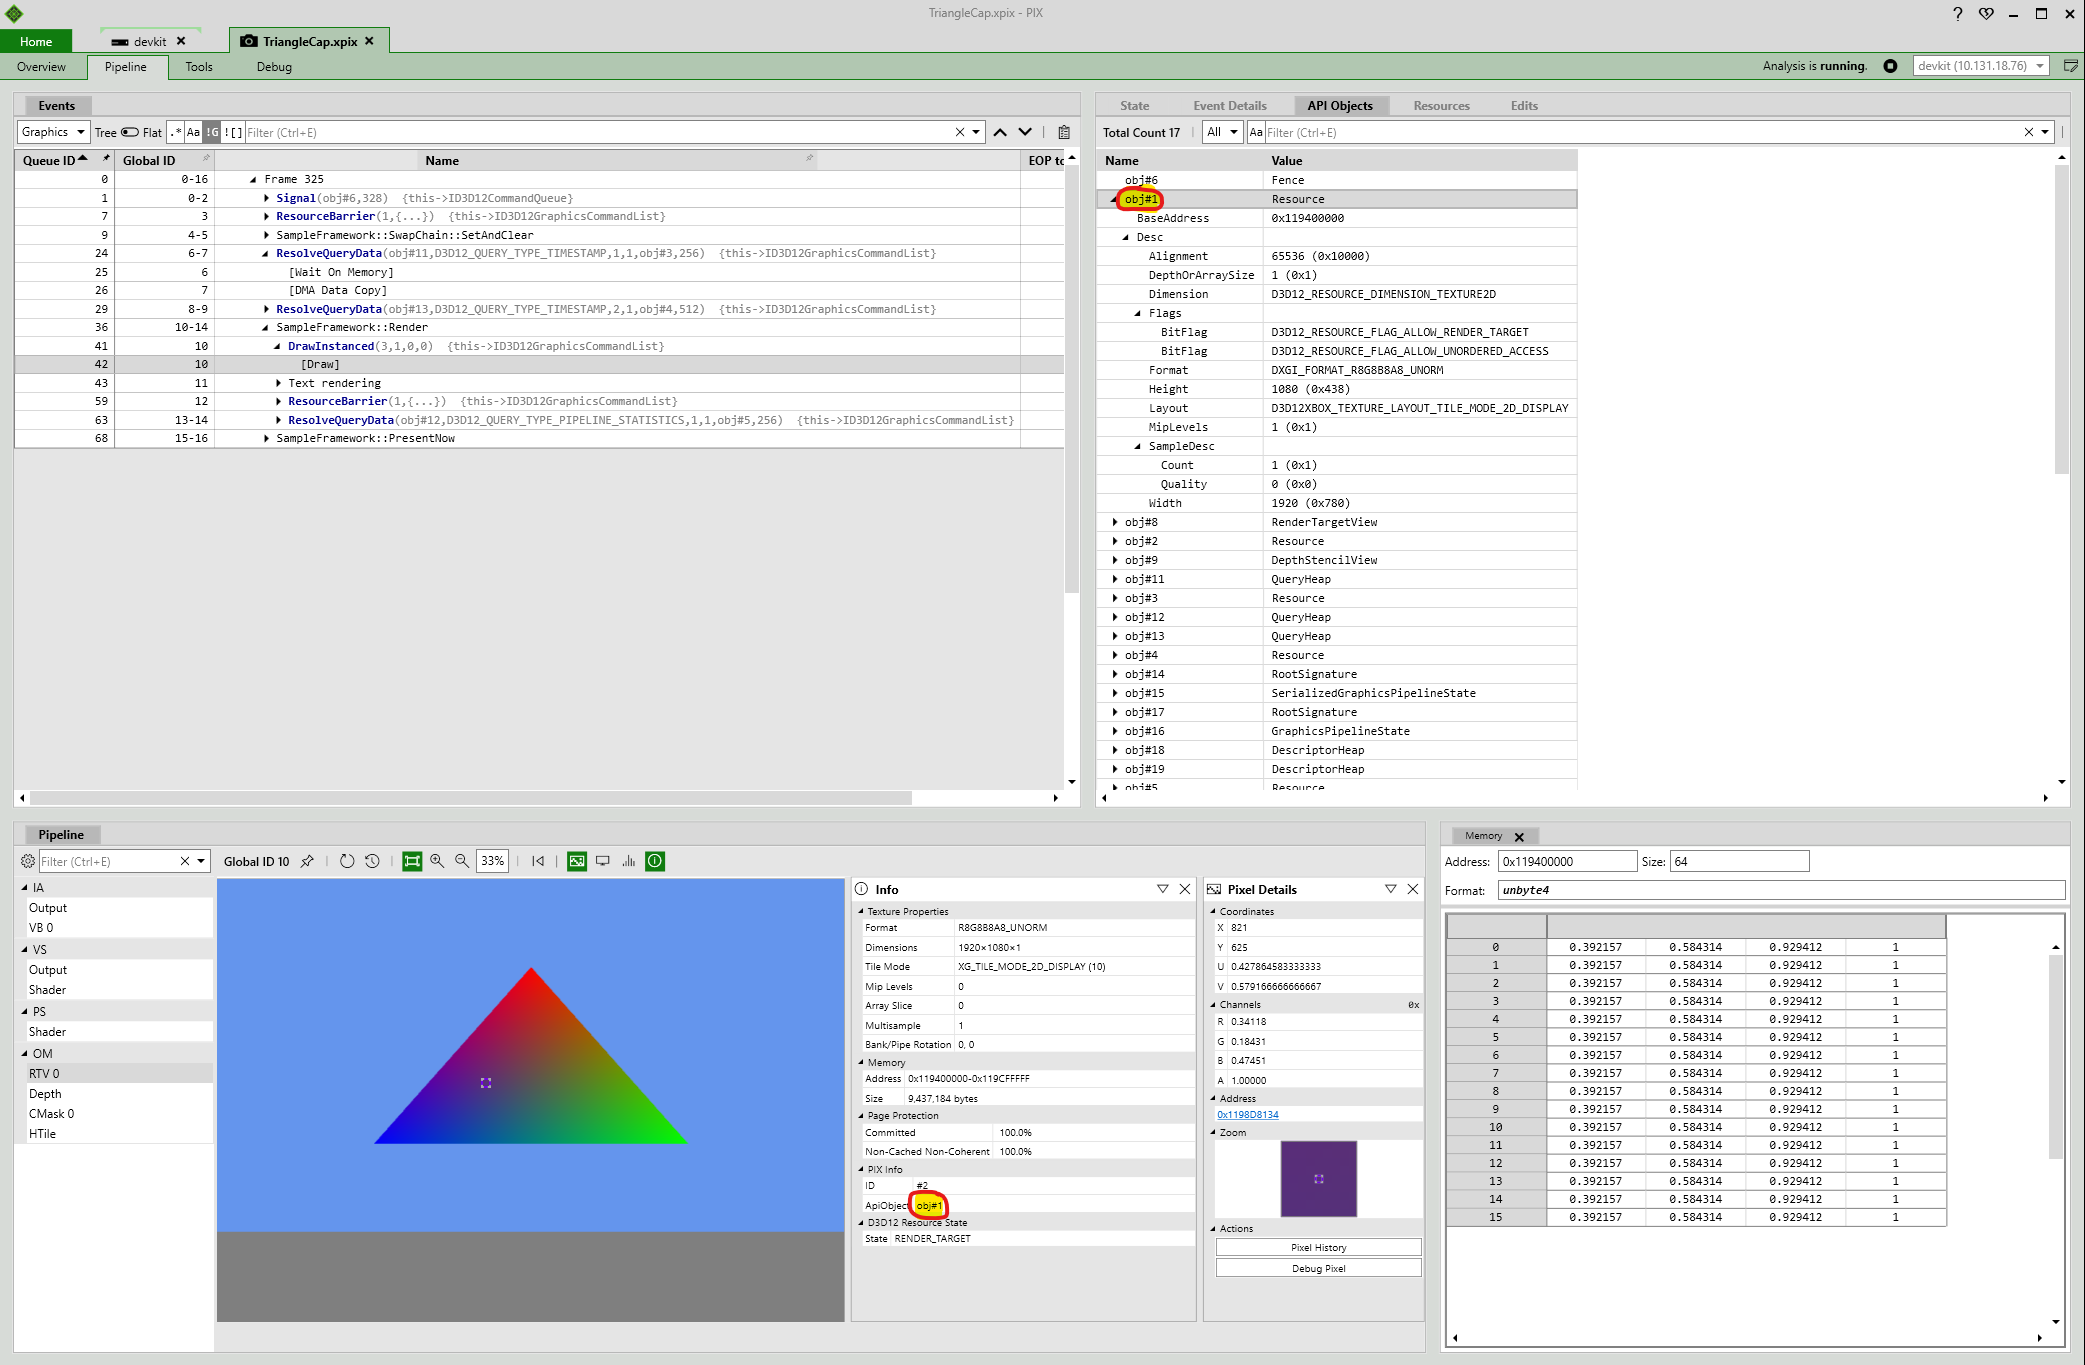 TriangleCap.xpix - PIX
Home
devkit
TriangleCap.xpix
Overview
Pipeline
Tools
Debug
Analysis is running.
devkit (10.131.18.76)
Events
Graphics
Tree
Flat
.*
Aa
!G
![]
Filter (Ctrl+E)
Queue ID
Global ID
Name
EOP to
0 0-16 Frame 325
1 0-2 Signal(obj#6,328) {this->ID3D12CommandQueue}
7 3 ResourceBarrier(1,{...}) {this->ID3D12GraphicsCommandList}
9 4-5 SampleFramework::SwapChain::SetAndClear
24 6-7 ResolveQueryData(obj#11,D3D12_QUERY_TYPE_TIMESTAMP,1,1,obj#3,256) {this->ID3D12GraphicsCommandList}
25 6 [Wait On Memory]
26 7 [DMA Data Copy]
29 8-9 ResolveQueryData(obj#13,D3D12_QUERY_TYPE_TIMESTAMP,2,1,obj#4,512) {this->ID3D12GraphicsCommandList}
36 10-14 SampleFramework::Render
41 10 DrawInstanced(3,1,0,0) {this->ID3D12GraphicsCommandList}
42 10 [Draw]
43 11 Text rendering
59 12 ResourceBarrier(1,{...}) {this->ID3D12GraphicsCommandList}
63 13-14 ResolveQueryData(obj#12,D3D12_QUERY_TYPE_PIPELINE_STATISTICS,1,1,obj#5,256) {this->ID3D12GraphicsCommandList}
68 15-16 SampleFramework::PresentNow
State
Event Details
API Objects
Resources
Edits
Total Count 17
All
Aa
Filter (Ctrl+E)
Name Value
obj#6 Fence
obj#1 Resource
BaseAddress 0x119400000
Desc
Alignment 65536 (0x10000)
DepthOrArraySize 1 (0x1)
Dimension D3D12_RESOURCE_DIMENSION_TEXTURE2D
Flags
BitFlag D3D12_RESOURCE_FLAG_ALLOW_RENDER_TARGET
BitFlag D3D12_RESOURCE_FLAG_ALLOW_UNORDERED_ACCESS
Format DXGI_FORMAT_R8G8B8A8_UNORM
Height 1080 (0x438)
Layout D3D12XBOX_TEXTURE_LAYOUT_TILE_MODE_2D_DISPLAY
MipLevels 1 (0x1)
SampleDesc
Count 1 (0x1)
Quality 0 (0x0)
Width 1920 (0x780)
obj#8 RenderTargetView
obj#2 Resource
obj#9 DepthStencilView
obj#11 QueryHeap
obj#3 Resource
obj#12 QueryHeap
obj#13 QueryHeap
obj#4 Resource
obj#14 RootSignature
obj#15 SerializedGraphicsPipelineState
obj#17 RootSignature
obj#16 GraphicsPipelineState
obj#18 DescriptorHeap
obj#19 DescriptorHeap
obj#5 Resource
Pipeline
Filter (Ctrl+E)
Global ID 10
33%
IA
Output
VB 0
VS
Output
Shader
PS
Shader
OM
RTV 0
Depth
CMask 0
HTile
Info
Texture Properties
Format R8G8B8A8_UNORM
Dimensions 1920×1080×1
Tile Mode XG_TILE_MODE_2D_DISPLAY (10)
Mip Levels 0
Array Slice 0
Multisample 1
Bank/Pipe Rotation 0, 0
Memory
Address 0x119400000-0x119CFFFFF
Size 9,437,184 bytes
Page Protection
Committed 100.0%
Non-Cached Non-Coherent 100.0%
PIX Info
ID #2
ApiObject obj#1
D3D12 Resource State
State RENDER_TARGET
Pixel Details
Coordinates
X 821
Y 625
U 0.427864583333333
V 0.579166666666667
Channels 0x
R 0.34118
G 0.18431
B 0.47451
A 1.00000
Address
0x1198D8134
Zoom
Actions
Pixel History
Debug Pixel
Memory
Address: 0x119400000 Size: 64
Format: unbyte4
0 0.392157 0.584314 0.929412 1
1 0.392157 0.584314 0.929412 1
2 0.392157 0.584314 0.929412 1
3 0.392157 0.584314 0.929412 1
4 0.392157 0.584314 0.929412 1
5 0.392157 0.584314 0.929412 1
6 0.392157 0.584314 0.929412 1
7 0.392157 0.584314 0.929412 1
8 0.392157 0.584314 0.929412 1
9 0.392157 0.584314 0.929412 1
10 0.392157 0.584314 0.929412 1
11 0.392157 0.584314 0.929412 1
12 0.392157 0.584314 0.929412 1
13 0.392157 0.584314 0.929412 1
14 0.392157 0.584314 0.929412 1
15 0.392157 0.584314 0.929412 1